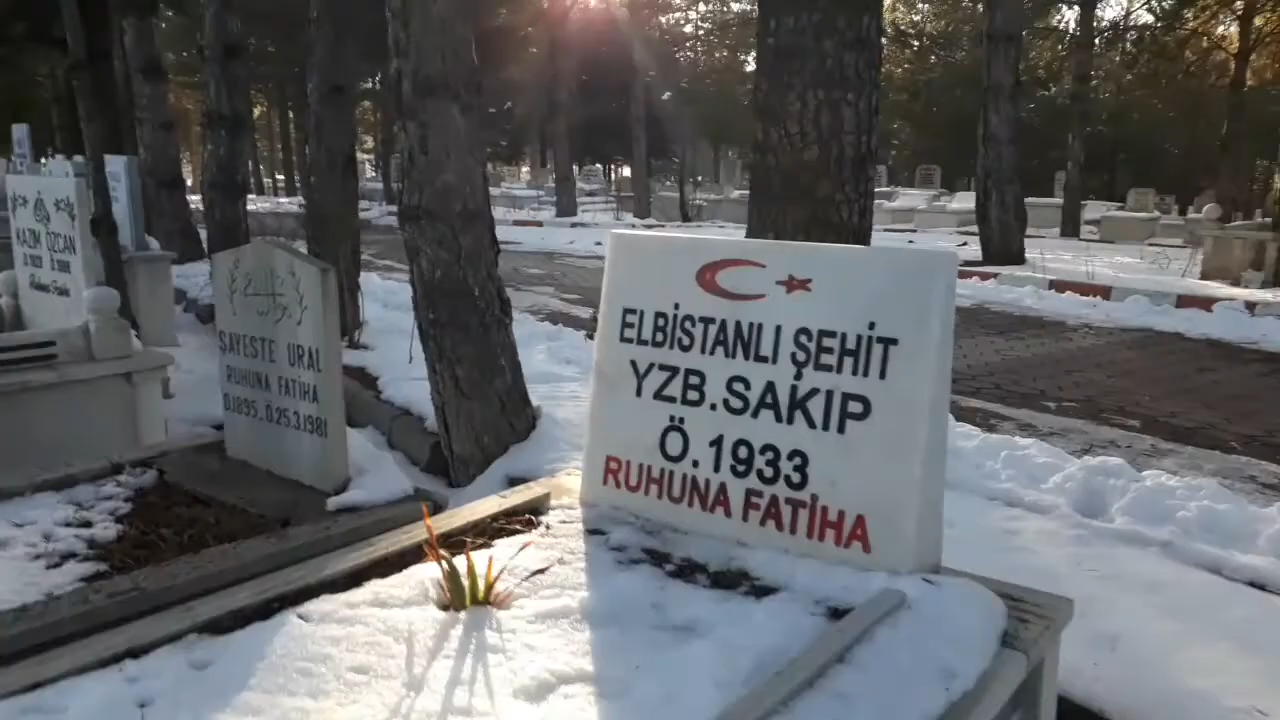 KAZIM ÖZCAN
ŞAYESTE URAL
RUHUNA FATİHA
D.1895.Ö.25.3.1981
ELBİSTANLI ŞEHİT
YZB.SAKIP
Ö.1933
RUHUNA FATİHA